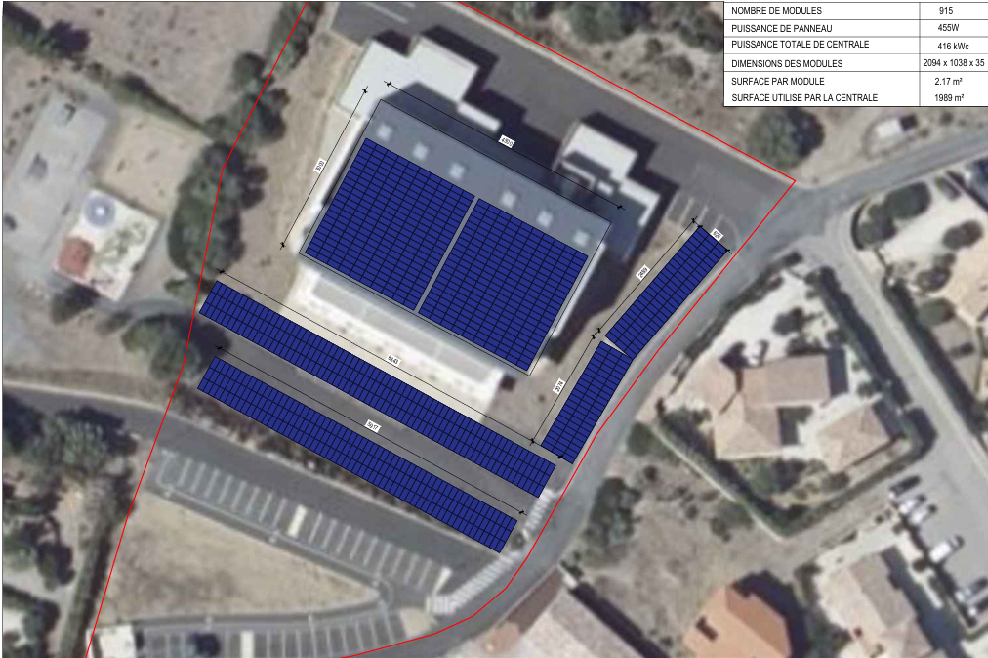 NOMBRE DE MODULES 915
PUISSANCE DE PANNEAU 455W
PUISSANCE TOTALE DE CENTRALE 416 kWc
DIMENSIONS DES MODULES 2094 x 1038 x 35
SURFACE PAR MODULE 2.17 m²
SURFACE UTILISE PAR LA CENTRALE 1989 m²